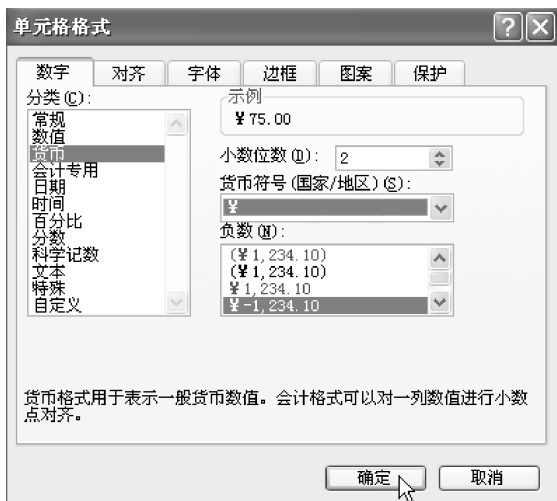 单元格格式
数字 对齐 字体 边框 图案 保护
分类(C):
常规
数值
货币
会计专用
日期
时间
百分比
分数
科学记数
文本
特殊
自定义
示例
¥75.00
小数位数(D): 2
货币符号(国家/地区)(S):
¥
负数(N):
(¥1,234.10)
(¥1,234.10)
¥1,234.10
¥-1,234.10
货币格式用于表示一般货币数值。会计格式可以对一列数值进行小数
点对齐。
确定 取消